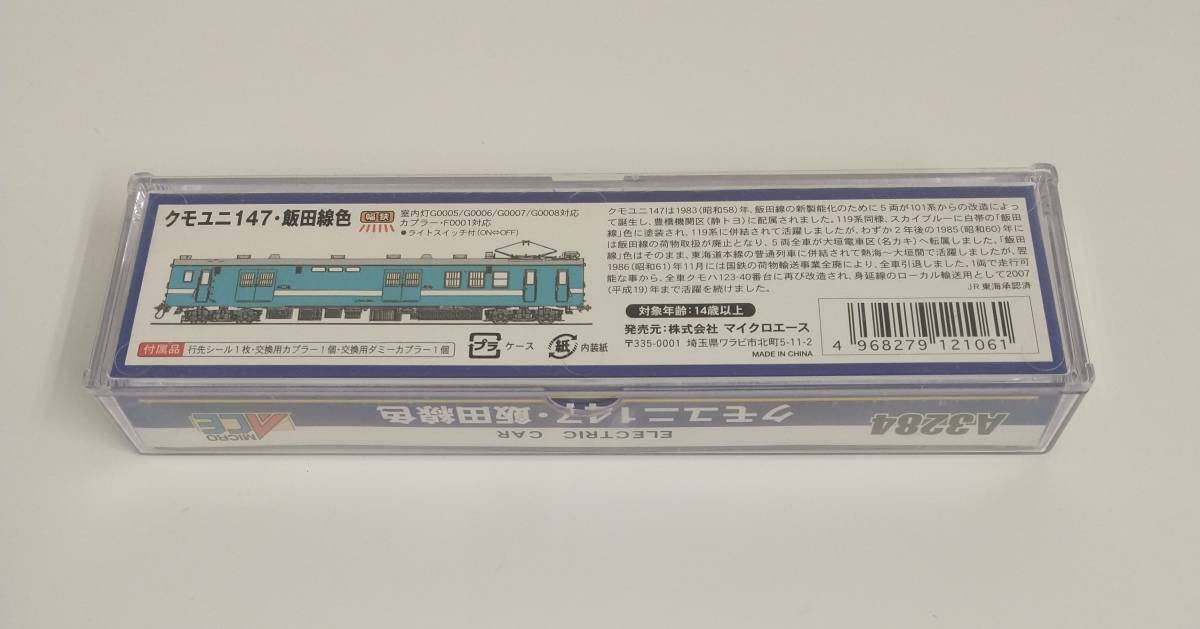 クモユニ147・飯田線色
室内灯G0005/G0006/G0007/G0008対応
カプラー・F0001対応
●ライトスイッチ付(ON⇔OFF)
クモユニ147は1983(昭和58)年、飯田線の新製能化のために5両が101系からの改造によっ
て誕生し、豊橋機関区(静トヨ)に配属されました。119系同様、スカイブルーに白帯の「飯田
線」色に塗装され、119系に併結されて活躍しましたが、わずか2年後の1985(昭和60)年に
は飯田線の荷物取扱が廃止となり、5両全車が大垣電車区(名カキ)へ転属しました。「飯田
線」色はそのまま、東海道本線の普通列車に併結されて熱海〜大垣間で活躍しましたが、翌
1986(昭和61)年11月には国鉄の荷物輸送事業全廃により、全車引退しました。1両で走行可
能な事から、全車クモハ123-40番台に再び改造され、身延線のローカル輸送用として2007
(平成19)年まで活躍を続けました。
JR東海承認済
付属品 行先シール1枚・交換用カプラー1個・交換用ダミーカプラー1個
プラ ケース
紙 内装紙
対象年齢:14歳以上
発売元:株式会社 マイクロエース
〒335-0001 埼玉県ワラビ市北町5-11-2
MADE IN CHINA
4 968279 121061
A3284
クモユニ147・飯田線色
ELECTRIC CAR
MICRO ACE